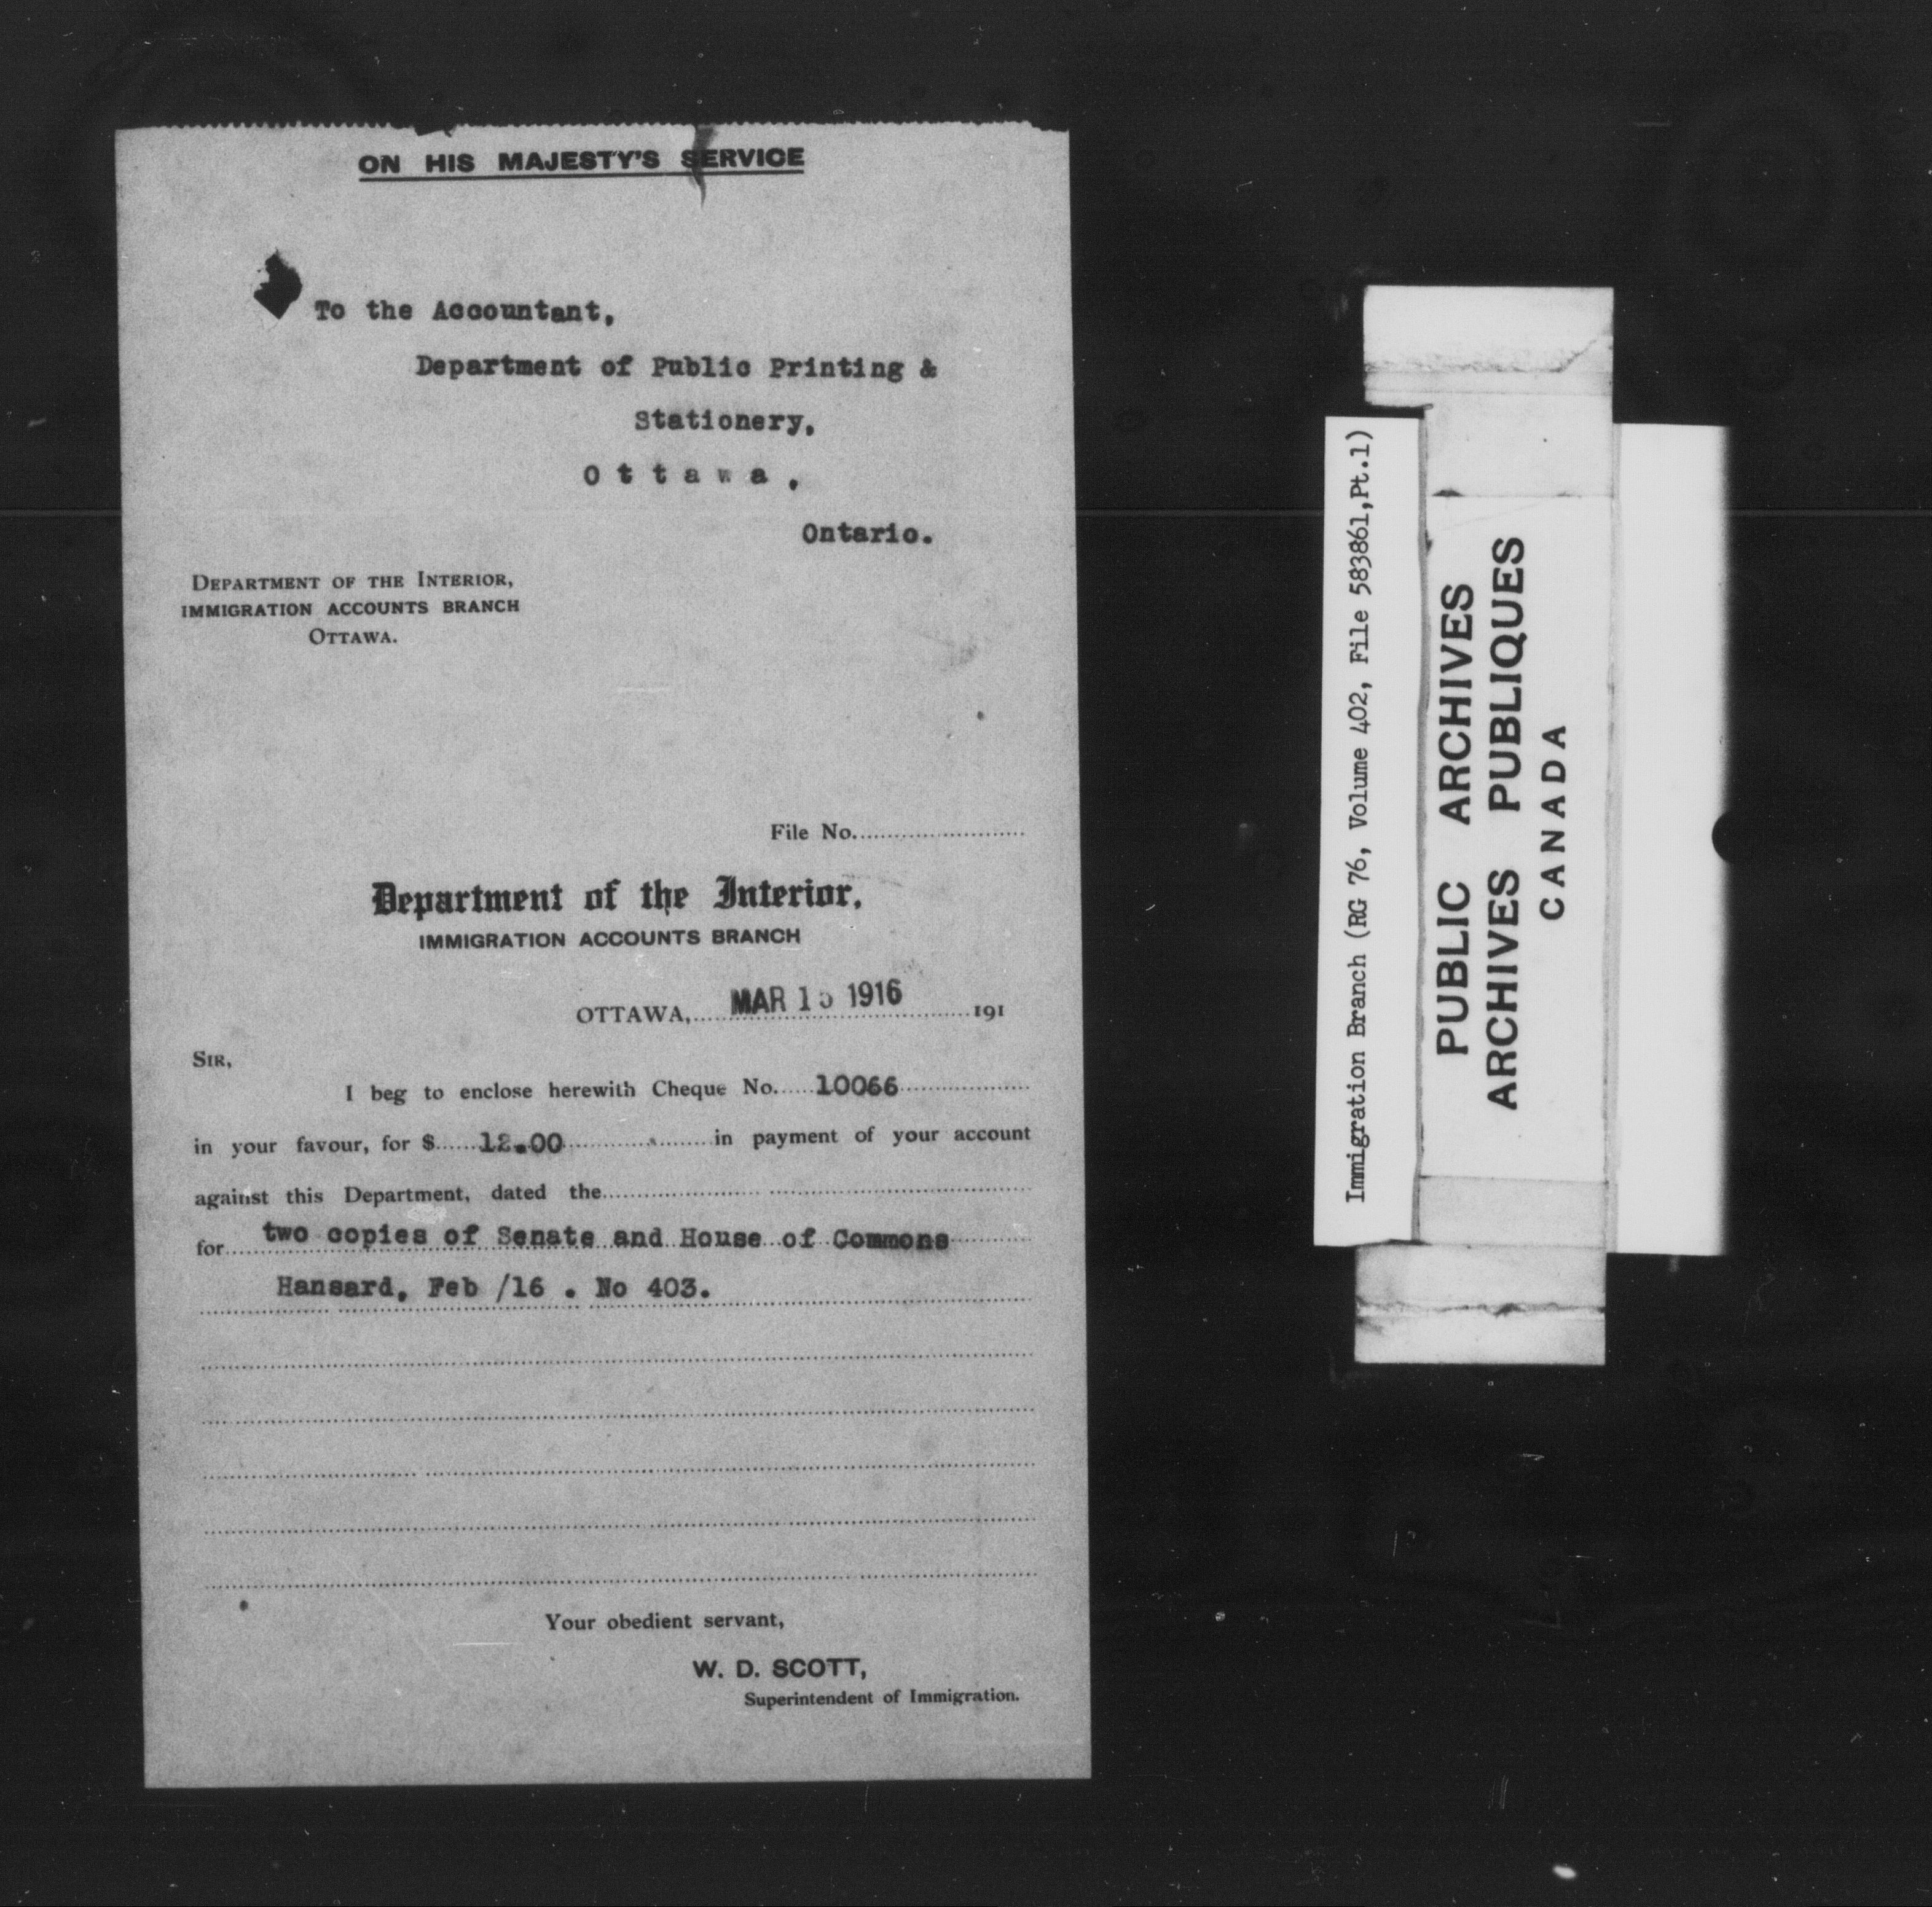 ON HIS MAJESTY'S SERVICE
To the Accountant,
Department of Public Printing &
Stationery,
Ottawa,
Ontario.
DEPARTMENT OF THE INTERIOR,
IMMIGRATION ACCOUNTS BRANCH
OTTAWA.
File No.
Department of the Interior.
IMMIGRATION ACCOUNTS BRANCH
OTTAWA, MAR 15 1916 191
SIR,
I beg to enclose herewith Cheque No. 10066
in your favour, for $ 12.00 in payment of your account
against this Department, dated the
for two copies of Senate and House of Commons
Hansard, Feb /16 . No 403.
Your obedient servant,
W. D. SCOTT,
Superintendent of Immigration.
Immigration Branch (RG 76, Volume 402, File 583861,Pt.1)
PUBLIC ARCHIVES
ARCHIVES PUBLIQUES
CANADA